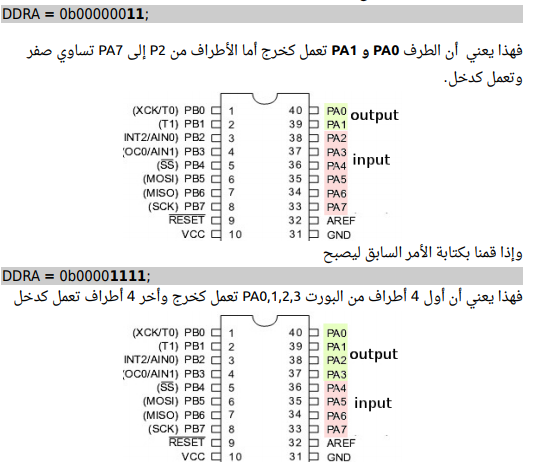 DDRA = 0b00000011;
فهذا يعني أن الطرف PA0 و PA1 تعمل كخرج أما الأطراف من P2 إلى PA7 تساوي صفر
وتعمل كدخل.
(XCK/T0) PB0 1 40 PA0 output
(T1) PB1 2 39 PA1
INT2/AIN0) PB2 3 38 PA2
OC0/AIN1) PB3 4 37 PA3 input
(SS) PB4 5 36 PA4
(MOSI) PB5 6 35 PA5
(MISO) PB6 7 34 PA6
(SCK) PB7 8 33 PA7
RESET 9 32 AREF
VCC 10 31 GND
وإذا قمنا بكتابة الأمر السابق ليصبح
DDRA = 0b00001111;
فهذا يعني أن أول 4 أطراف من البورت PA0,1,2,3 تعمل كخرج وأخر 4 أطراف تعمل كدخل
(XCK/T0) PB0 1 40 PA0
(T1) PB1 2 39 PA1
INT2/AIN0) PB2 3 38 PA2 output
OC0/AIN1) PB3 4 37 PA3
(SS) PB4 5 36 PA4
(MOSI) PB5 6 35 PA5 input
(MISO) PB6 7 34 PA6
(SCK) PB7 8 33 PA7
RESET 9 32 AREF
VCC 10 31 GND